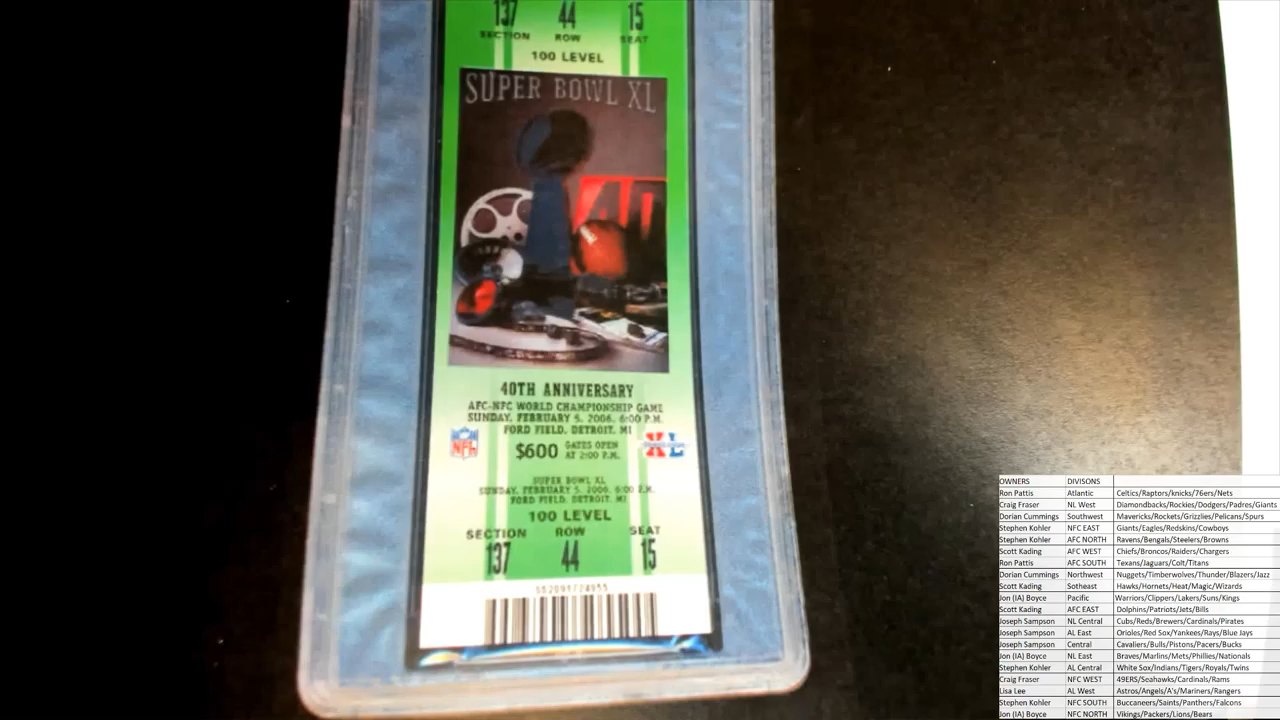 137 44 15
SECTION ROW SEAT
100 LEVEL
SUPER BOWL XL
40TH ANNIVERSARY
AFC-NFC WORLD CHAMPIONSHIP GAME
SUNDAY, FEBRUARY 5, 2006, 6:00 P.M.
FORD FIELD, DETROIT, MI
NFL
$600 GATES OPEN
AT 2:00 P.M.
XL
SUPER BOWL XL
SUNDAY, FEBRUARY 5, 2006, 6:00 P.M.
FORD FIELD, DETROIT, MI
100 LEVEL
SECTION ROW SEAT
137 44 15
OWNERS DIVISONS
Ron Pattis Atlantic Celtics/Raptors/knicks/76ers/Nets
Craig Fraser NL West Diamondbacks/Rockies/Dodgers/Padres/Giants
Dorian Cummings Southwest Mavericks/Rockets/Grizzlies/Pelicans/Spurs
Stephen Kohler NFC EAST Giants/Eagles/Redskins/Cowboys
Stephen Kohler AFC NORTH Ravens/Bengals/Steelers/Browns
Scott Kading AFC WEST Chiefs/Broncos/Raiders/Chargers
Ron Pattis AFC SOUTH Texans/Jaguars/Colt/Titans
Dorian Cummings Northwest Nuggets/Timberwolves/Thunder/Blazers/Jazz
Scott Kading Sotheast Hawks/Hornets/Heat/Magic/Wizards
Jon (IA) Boyce Pacific Warriors/Clippers/Lakers/Suns/Kings
Scott Kading AFC EAST Dolphins/Patriots/Jets/Bills
Joseph Sampson NL Central Cubs/Reds/Brewers/Cardinals/Pirates
Joseph Sampson AL East Orioles/Red Sox/Yankees/Rays/Blue Jays
Joseph Sampson Central Cavaliers/Bulls/Pistons/Pacers/Bucks
Jon (IA) Boyce NL East Braves/Marlins/Mets/Phillies/Nationals
Stephen Kohler AL Central White Sox/Indians/Tigers/Royals/Twins
Craig Fraser NFC WEST 49ERS/Seahawks/Cardinals/Rams
Lisa Lee AL West Astros/Angels/A's/Mariners/Rangers
Stephen Kohler NFC SOUTH Buccaneers/Saints/Panthers/Falcons
Jon (IA) Boyce NFC NORTH Vikings/Packers/Lions/Bears